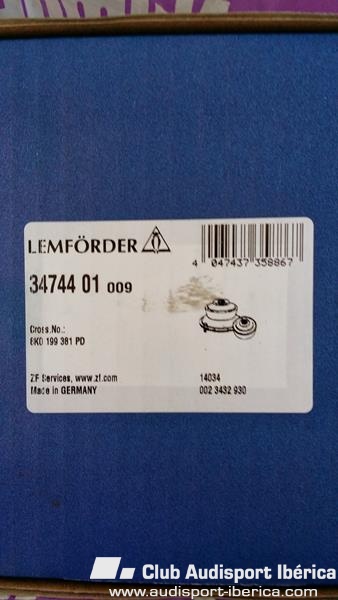 LEMFÖRDER
4 047437 358867
34744 01 009
Cross.No.:
8K0 199 381 PD
ZF Services, www.zf.com
14034
Made in GERMANY
002 3432 930
Club Audisport Ibérica
www.audisport-iberica.com